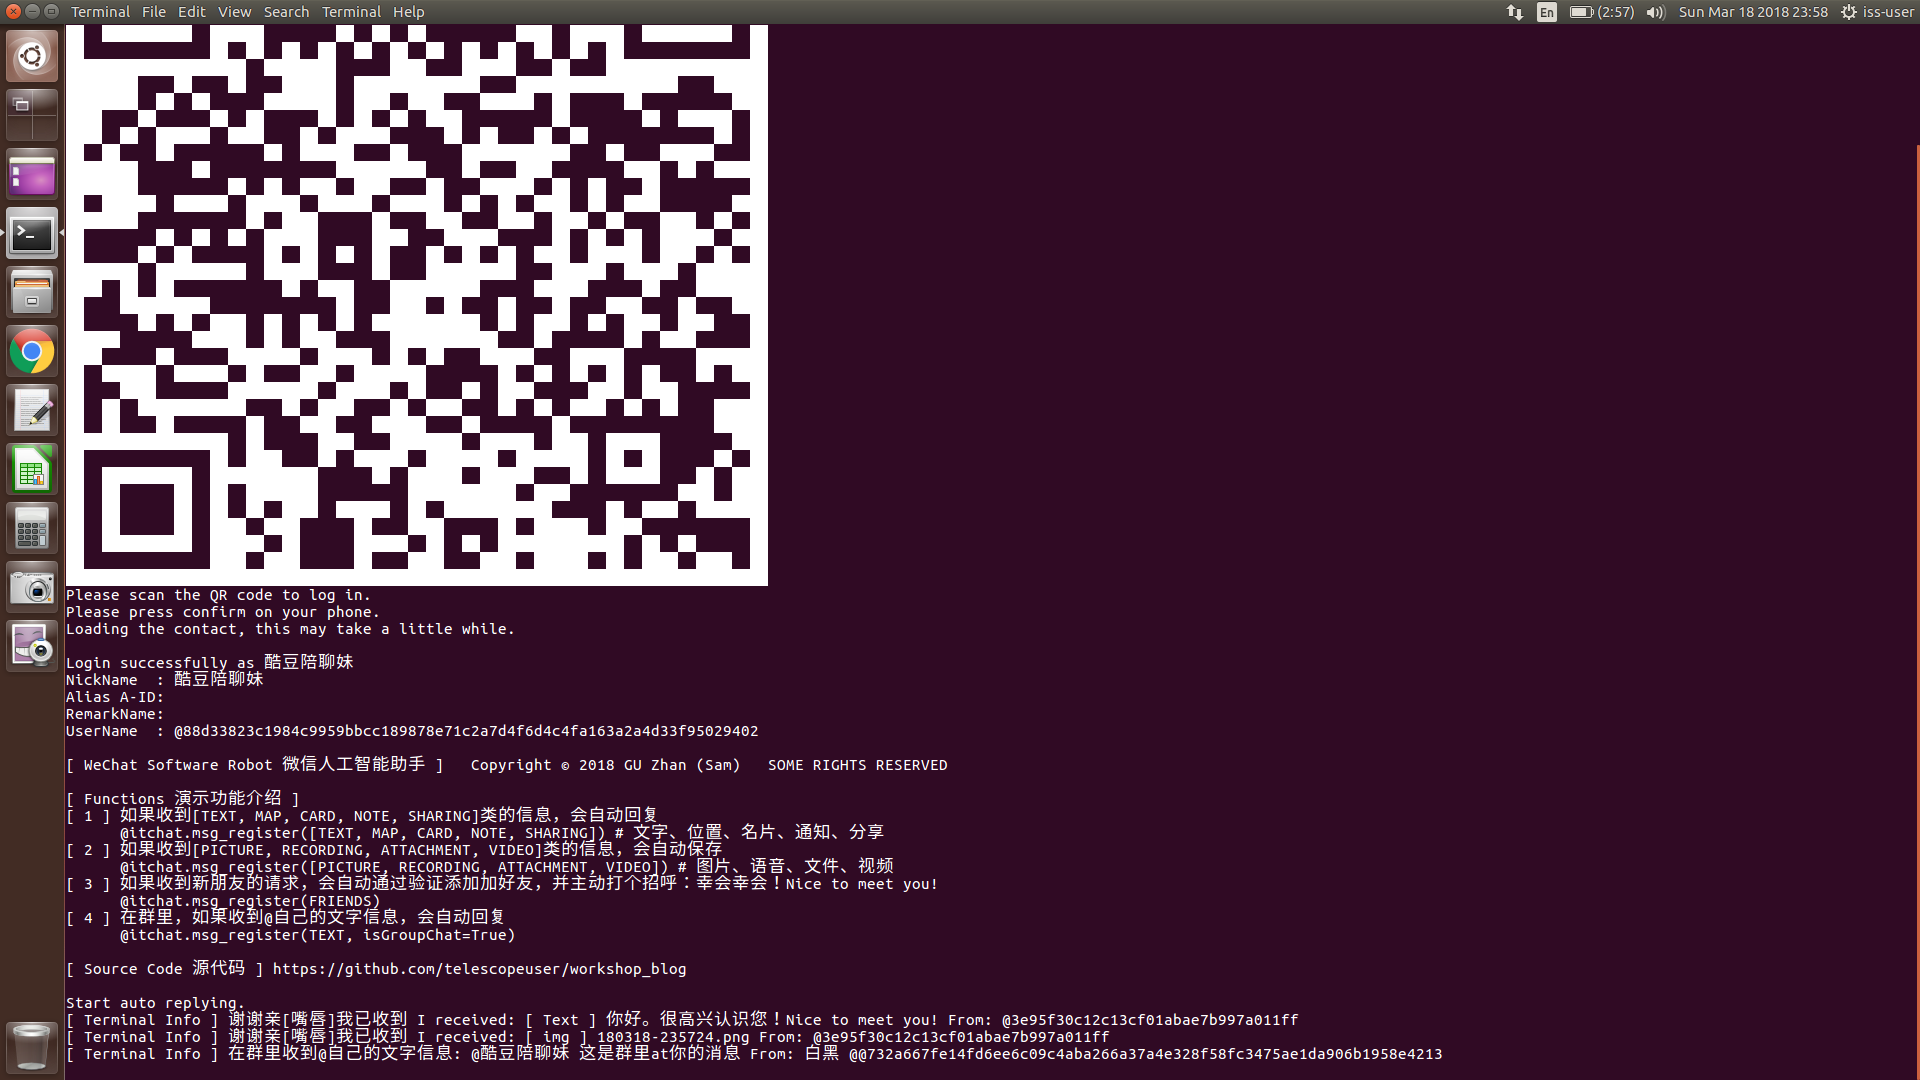 Terminal File Edit View Search Terminal Help En (2:57) Sun Mar 18 2018 23:58 iss-user
Please scan the QR code to log in.
Please press confirm on your phone.
Loading the contact, this may take a little while.
Login successfully as 酷豆陪聊妹
NickName : 酷豆陪聊妹
Alias A-ID:
RemarkName:
UserName : @88d33823c1984c9959bbcc189878e71c2a7d4f6d4c4fa163a2a4d33f95029402
[ WeChat Software Robot 微信人工智能助手 ] Copyright © 2018 GU Zhan (Sam) SOME RIGHTS RESERVED
[ Functions 演示功能介绍 ]
[ 1 ] 如果收到[TEXT, MAP, CARD, NOTE, SHARING]类的信息，会自动回复
@itchat.msg_register([TEXT, MAP, CARD, NOTE, SHARING]) # 文字、位置、名片、通知、分享
[ 2 ] 如果收到[PICTURE, RECORDING, ATTACHMENT, VIDEO]类的信息，会自动保存
@itchat.msg_register([PICTURE, RECORDING, ATTACHMENT, VIDEO]) # 图片、语音、文件、视频
[ 3 ] 如果收到新朋友的请求，会自动通过验证添加加好友，并主动打个招呼：幸会幸会！Nice to meet you!
@itchat.msg_register(FRIENDS)
[ 4 ] 在群里，如果收到@自己的文字信息，会自动回复
@itchat.msg_register(TEXT, isGroupChat=True)
[ Source Code 源代码 ] https://github.com/telescopeuser/workshop_blog
Start auto replying.
[ Terminal Info ] 谢谢亲[嘴唇]我已收到 I received: [ Text ] 你好。很高兴认识您！Nice to meet you! From: @3e95f30c12c13cf01abae7b997a011ff
[ Terminal Info ] 谢谢亲[嘴唇]我已收到 I received: [ img ] 180318-235724.png From: @3e95f30c12c13cf01abae7b997a011ff
[ Terminal Info ] 在群里收到@自己的文字信息: @酷豆陪聊妹 这是群里at你的消息 From: 白黑 @@732a667fe14fd6ee6c09c4aba266a37a4e328f58fc3475ae1da906b1958e4213